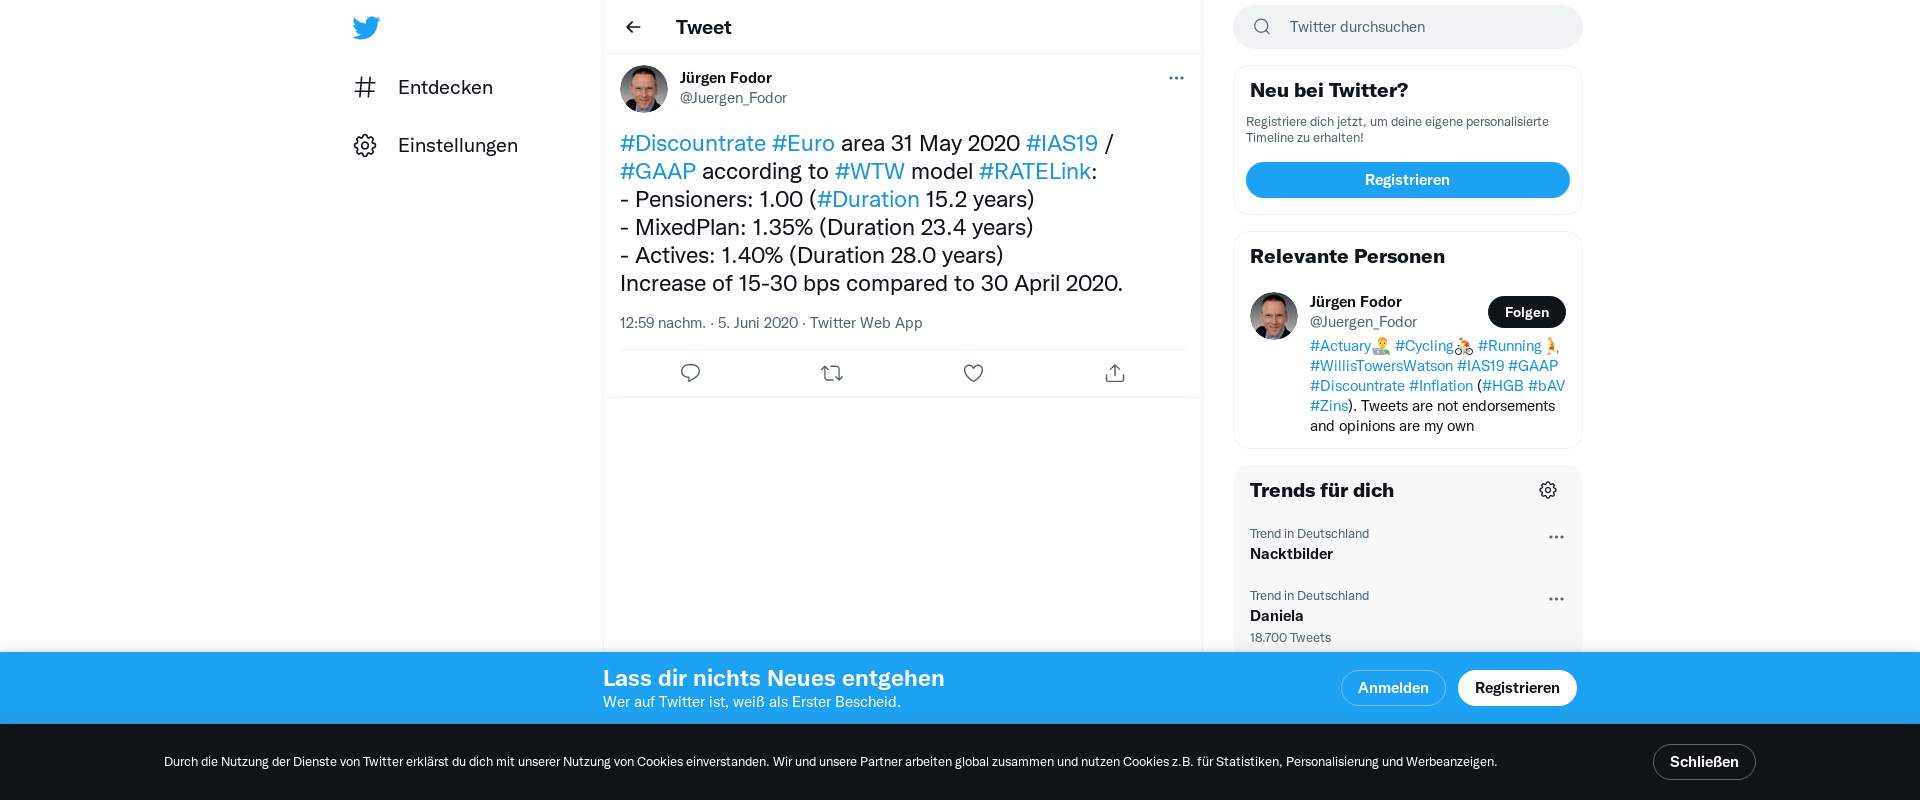 Entdecken
Einstellungen
Tweet
Jürgen Fodor
@Juergen_Fodor
#Discountrate #Euro area 31 May 2020 #IAS19 /
#GAAP according to #WTW model #RATELink:
- Pensioners: 1.00 (#Duration 15.2 years)
- MixedPlan: 1.35% (Duration 23.4 years)
- Actives: 1.40% (Duration 28.0 years)
Increase of 15-30 bps compared to 30 April 2020.
12:59 nachm. · 5. Juni 2020 · Twitter Web App
Twitter durchsuchen
Neu bei Twitter?
Registriere dich jetzt, um deine eigene personalisierte
Timeline zu erhalten!
Registrieren
Relevante Personen
Jürgen Fodor
@Juergen_Fodor
Folgen
#Actuary👨‍💼 #Cycling🚴 #Running🏃
#WillisTowersWatson #IAS19 #GAAP
#Discountrates #Inflation (#HGB #bAV
#Zins). Tweets are not endorsements
and opinions are my own
Trends für dich
Trend in Deutschland
Nacktbilder
Trend in Deutschland
Daniela
18.700 Tweets
Lass dir nichts Neues entgehen
Wer auf Twitter ist, weiß als Erster Bescheid.
Anmelden
Registrieren
Durch die Nutzung der Dienste von Twitter erklärst du dich mit unserer Nutzung von Cookies einverstanden. Wir und unsere Partner arbeiten global zusammen und nutzen Cookies z.B. für Statistiken, Personalisierung und Werbeanzeigen.
Schließen